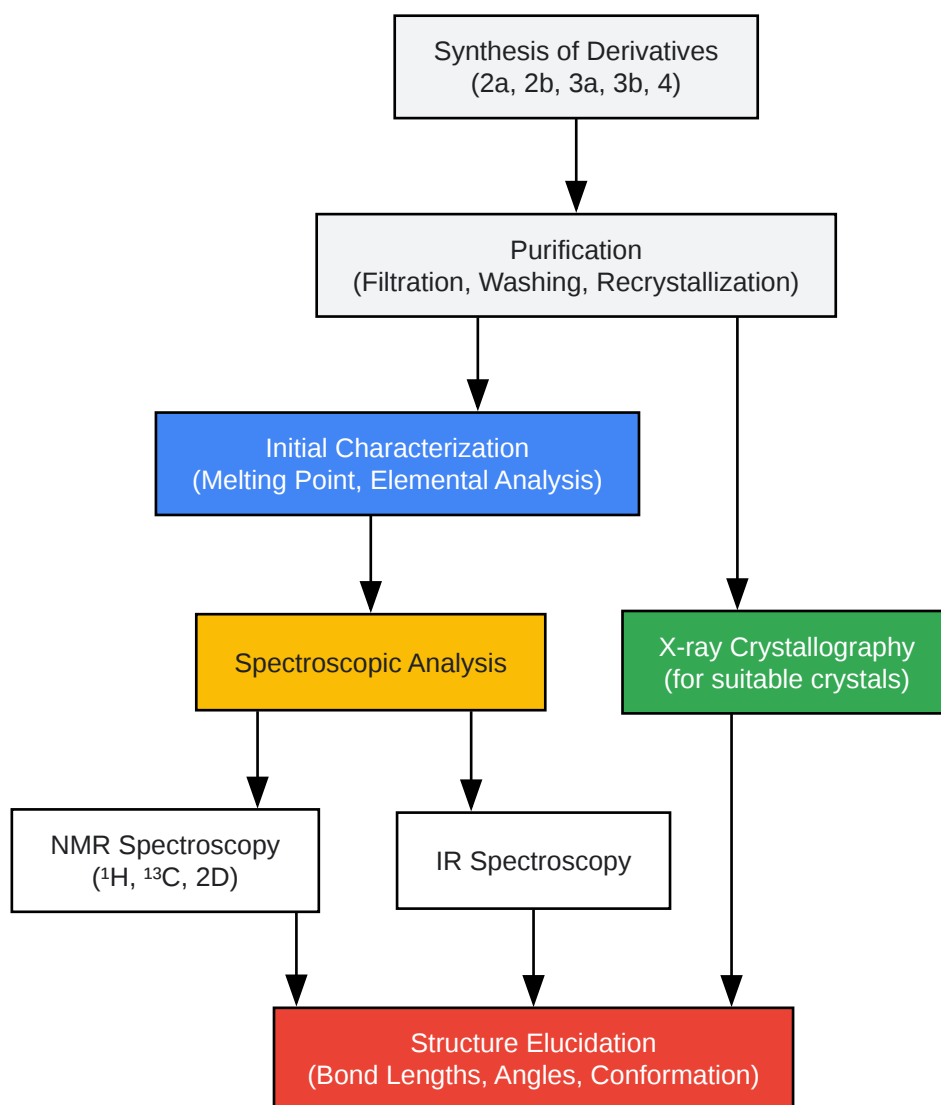 Synthesis of Derivatives
(2a, 2b, 3a, 3b, 4)
Purification
(Filtration, Washing, Recrystallization)
Initial Characterization
(Melting Point, Elemental Analysis)
Spectroscopic Analysis
X-ray Crystallography
(for suitable crystals)
NMR Spectroscopy
(¹H, ¹³C, 2D)
IR Spectroscopy
Structure Elucidation
(Bond Lengths, Angles, Conformation)